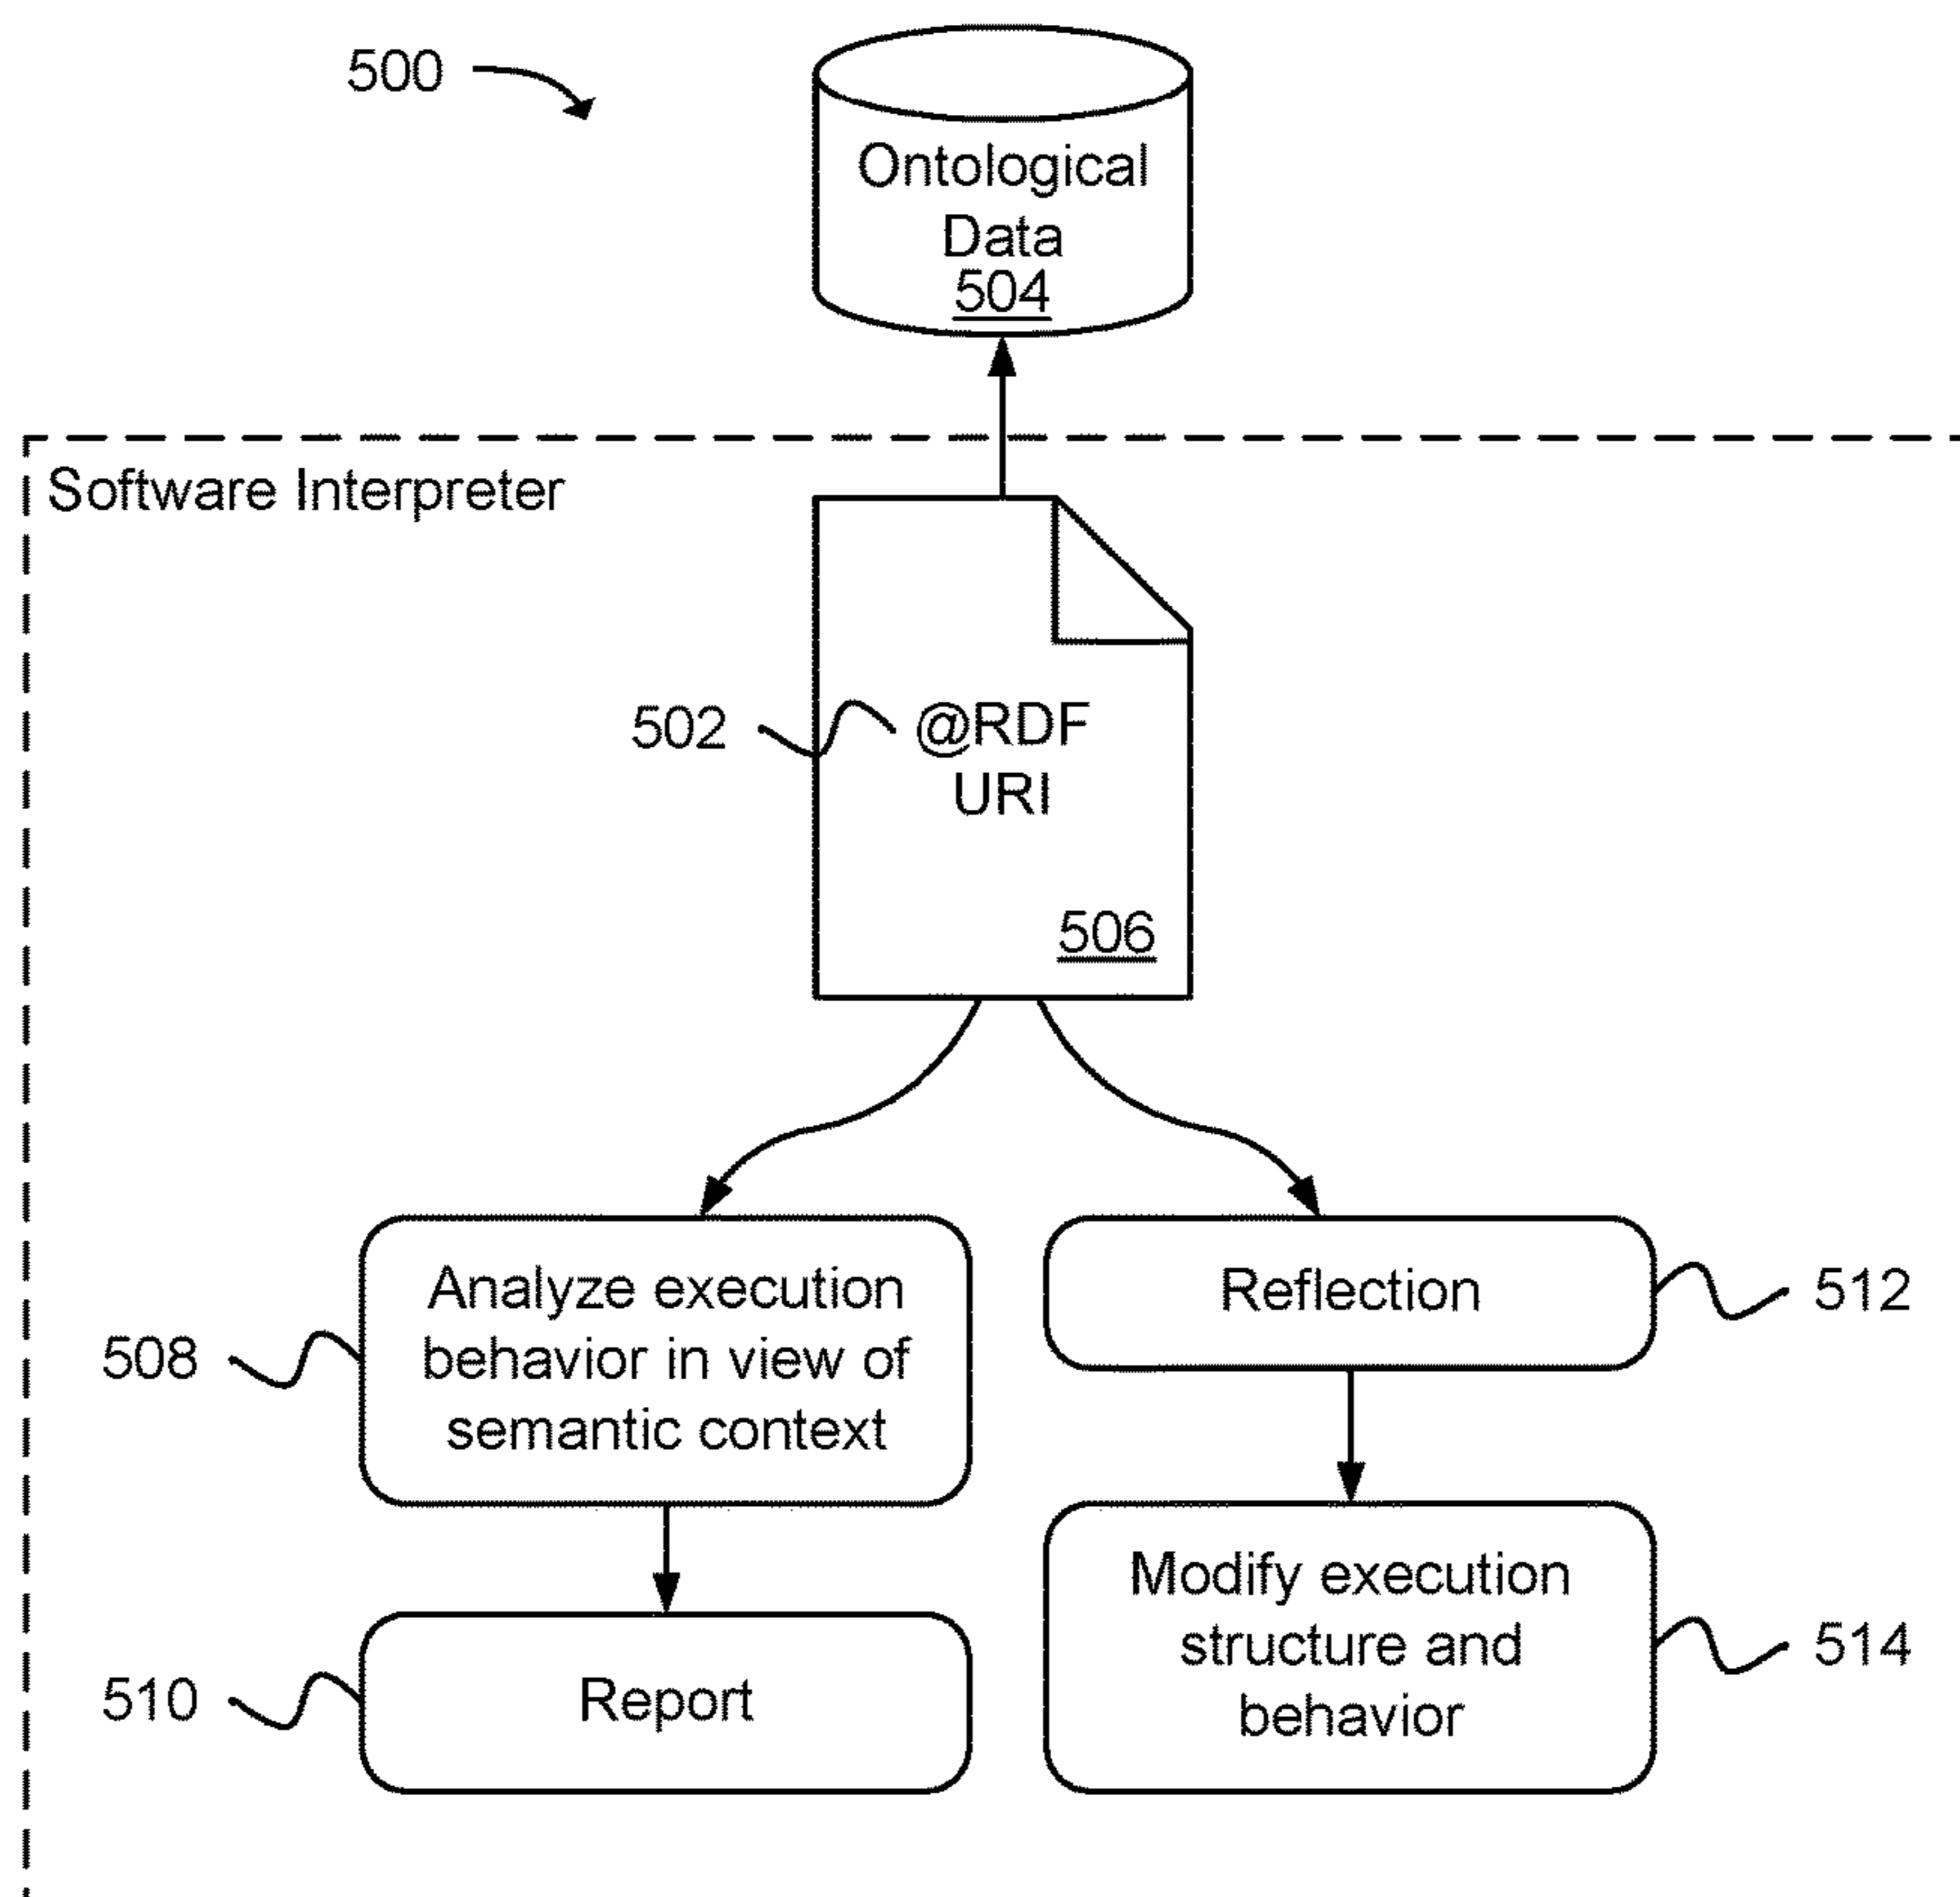 500
Ontological
Data
504
Software Interpreter
502
@RDF
URI
506
Analyze execution
behavior in view of
semantic context
508
Reflection
512
Modify execution
structure and
behavior
514
Report
510